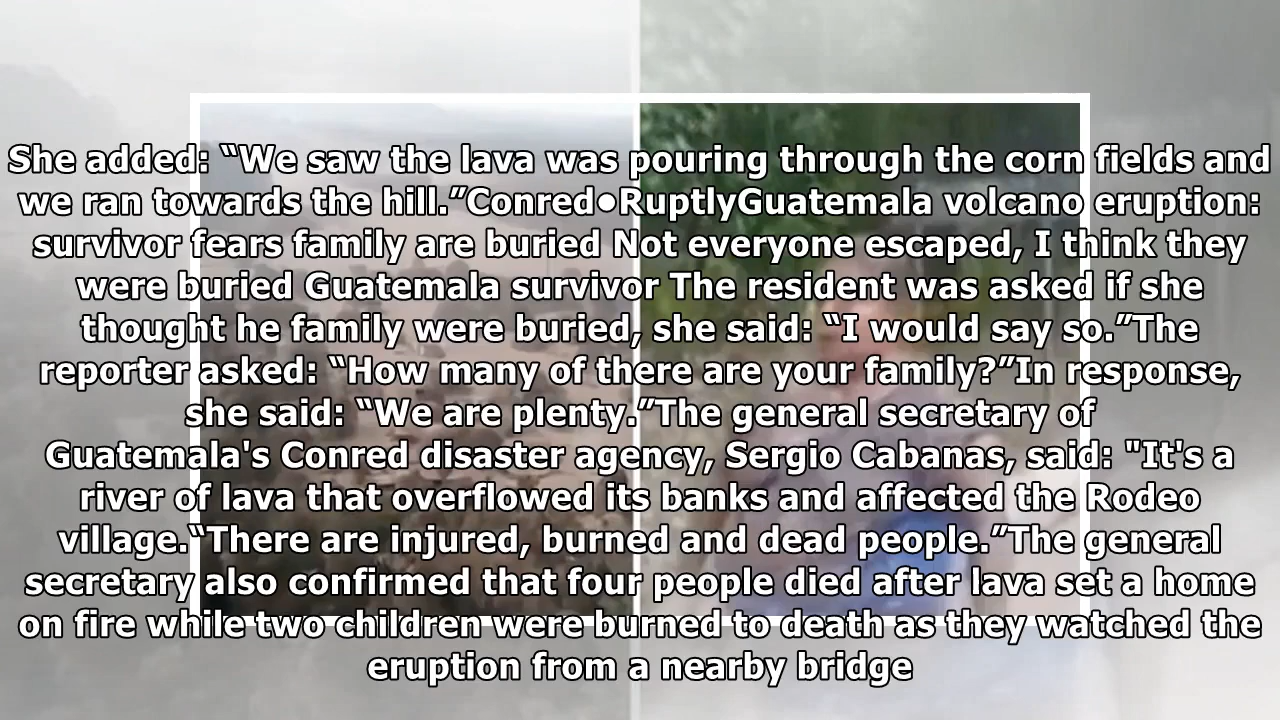 She added: “We saw the lava was pouring through the corn fields and
we ran towards the hill.”Conred•RuptlyGuatemala volcano eruption:
survivor fears family are buried Not everyone escaped, I think they
were buried Guatemala survivor The resident was asked if she
thought he family were buried, she said: “I would say so.”The
reporter asked: “How many of there are your family?”In response,
she said: “We are plenty.”The general secretary of
Guatemala's Conred disaster agency, Sergio Cabanas, said: "It's a
river of lava that overflowed its banks and affected the Rodeo
village.“There are injured, burned and dead people.”The general
secretary also confirmed that four people died after lava set a home
on fire while two children were burned to death as they watched the
eruption from a nearby bridge